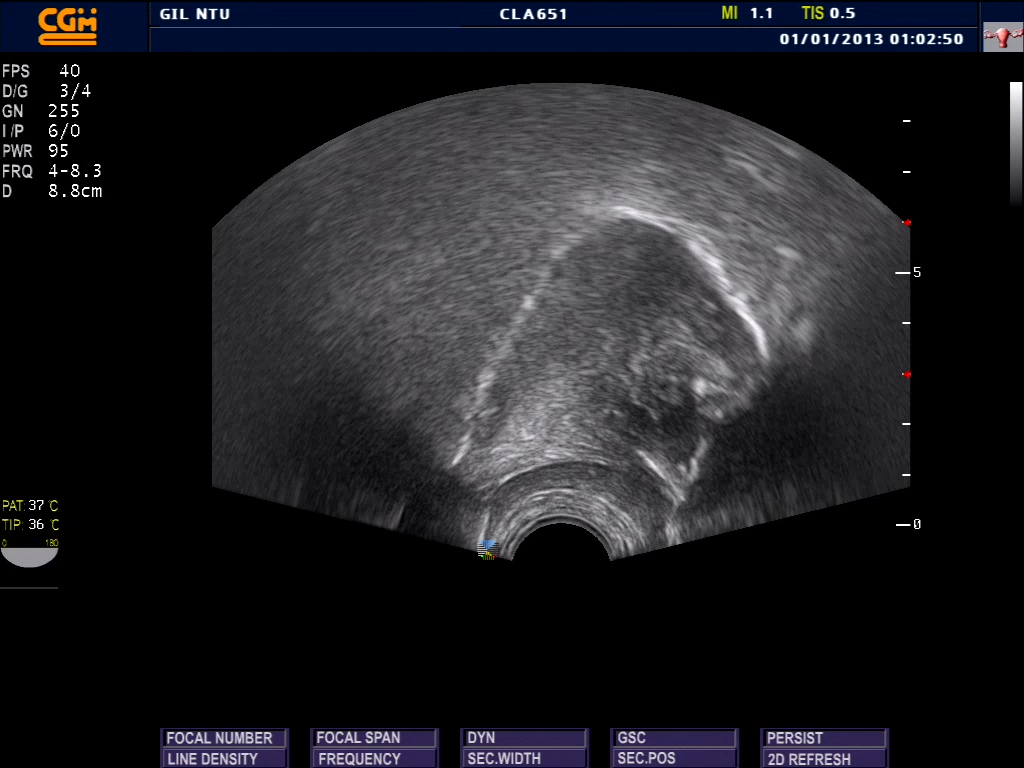 CGM
GIL NTU CLA651 MI 1.1 TIS 0.5
01/01/2013 01:02:50
FPS 40
D/G 3/4
GN 255
I/P 6/0
PWR 95
FRQ 4-8.3
D 8.8cm
5
PAT: 37 °C
TIP: 36 °C
0 180
0
FOCAL NUMBER FOCAL SPAN DYN GSC PERSIST
LINE DENSITY FREQUENCY SEC.WIDTH SEC.POS 2D REFRESH